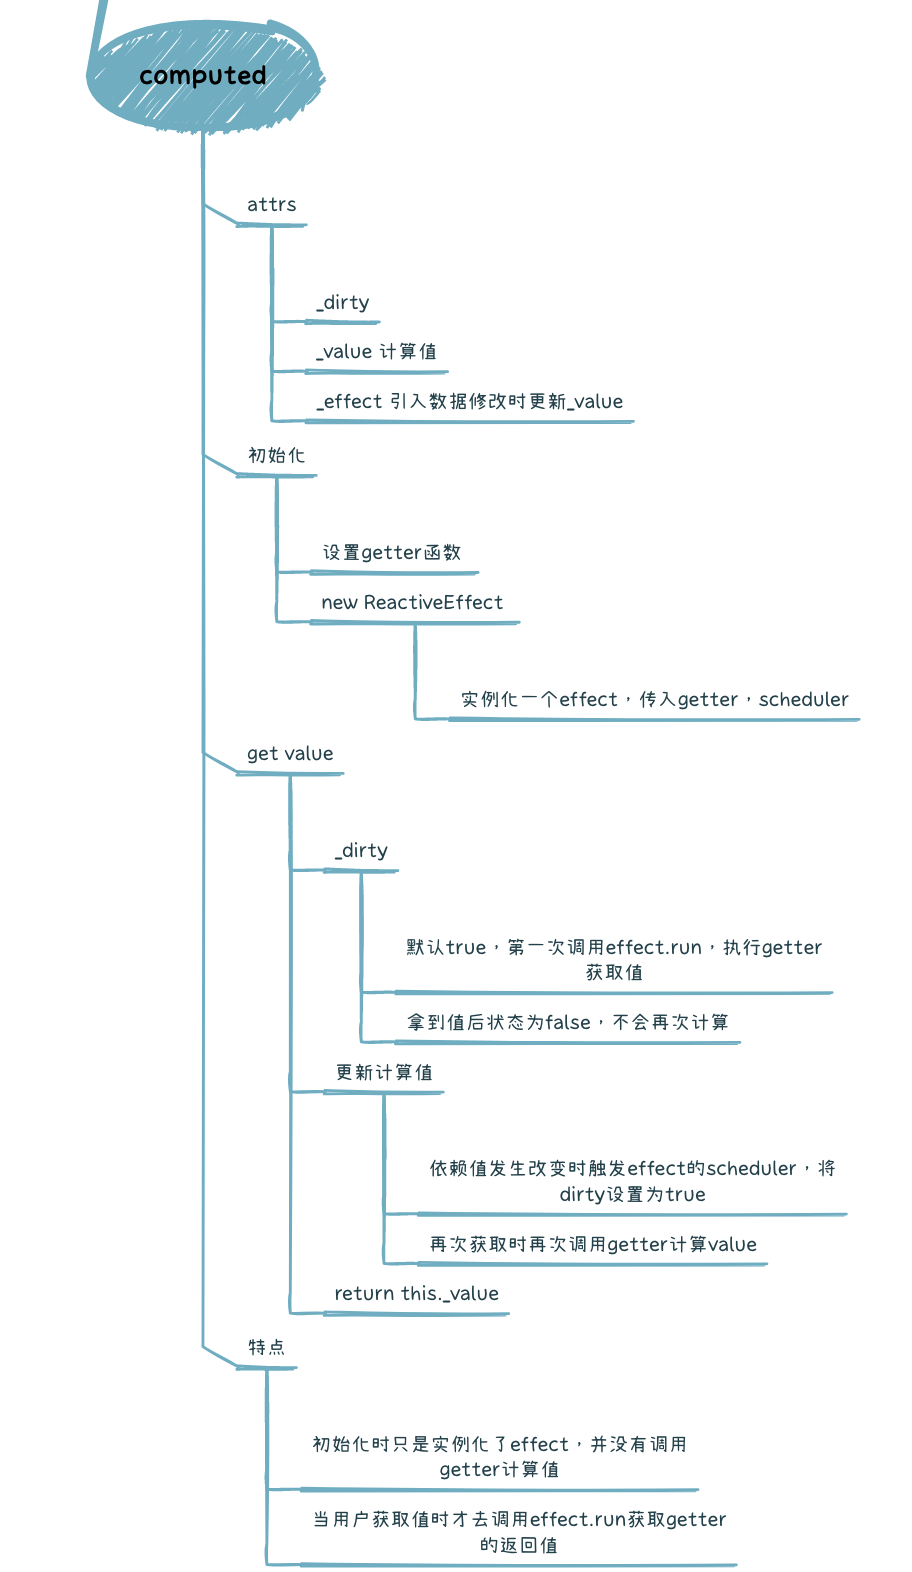 computed
attrs
_dirty
_value 计算值
_effect 引入数据修改时更新_value
初始化
设置getter函数
new ReactiveEffect
实例化一个effect，传入getter，scheduler
get value
_dirty
默认true，第一次调用effect.run，执行getter
获取值
拿到值后状态为false，不会再次计算
更新计算值
依赖值发生改变时触发effect的scheduler，将
dirty设置为true
再次获取时再次调用getter计算value
return this._value
特点
初始化时只是实例化了effect，并没有调用
getter计算值
当用户获取值时才去调用effect.run获取getter
的返回值